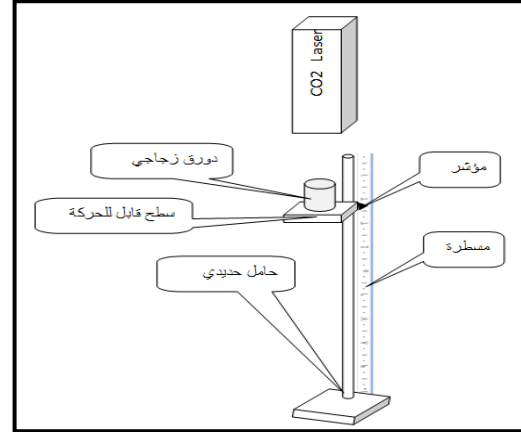 CO2 Laser
دورق زجاجي
مؤشر
سطح قابل للحركة
مسطرة
حامل حديدي